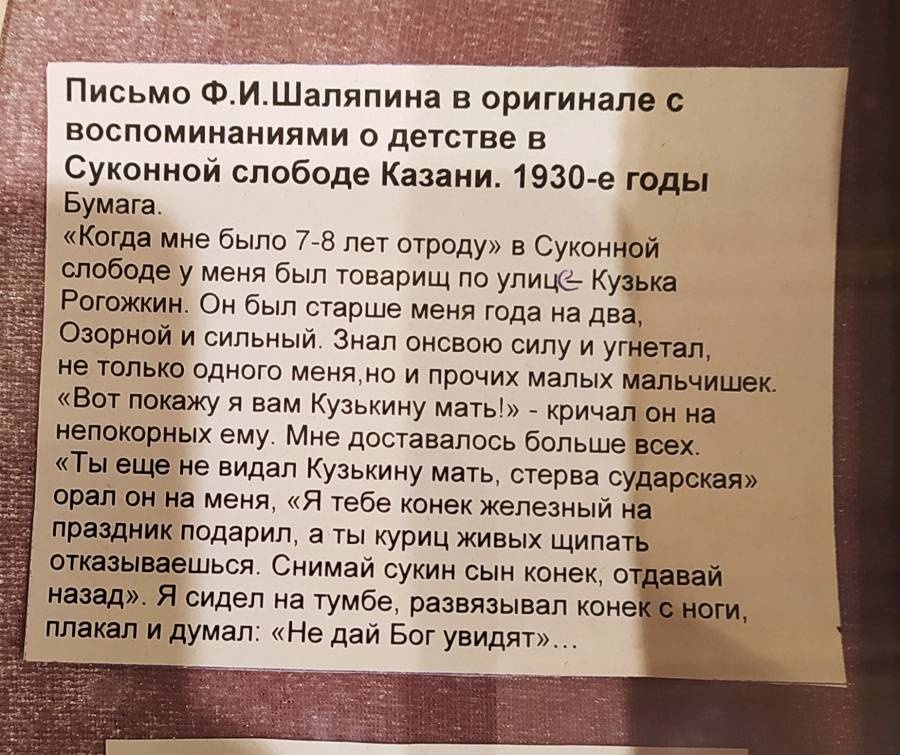 Письмо Ф.И.Шаляпина в оригинале с
воспоминаниями о детстве в
Суконной слободе Казани. 1930-е годы
Бумага.
«Когда мне было 7-8 лет отроду» в Суконной
слободе у меня был товарищ по улице- Кузька
Рогожкин. Он был старше меня года на два,
Озорной и сильный. Знал онсвою силу и угнетал,
не только одного меня,но и прочих малых мальчишек.
«Вот покажу я вам Кузькину мать!» - кричал он на
непокорных ему. Мне доставалось больше всех.
«Ты еще не видал Кузькину мать, стерва сударская»
орал он на меня, «Я тебе конек железный на
праздник подарил, а ты куриц живых щипать
отказываешься. Снимай сукин сын конек, отдавай
назад». Я сидел на тумбе, развязывал конек с ноги,
плакал и думал: «Не дай Бог увидят»...